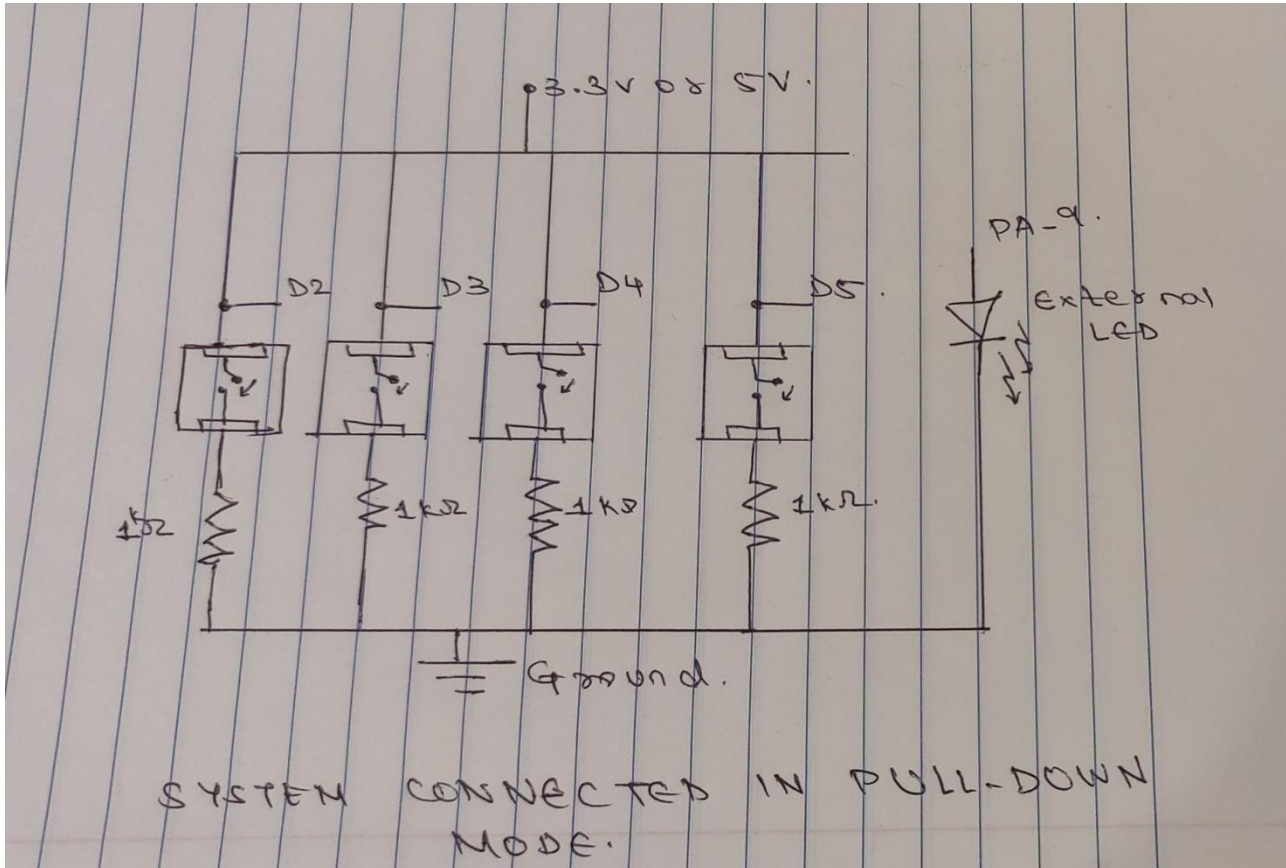 3.3V or 5V.
D2
D3
D4
D5.
PA-9.
External
LED
1kΩ
1kΩ
1kΩ
1kΩ.
Ground.
SYSTEM CONNECTED IN PULL-DOWN
MODE.